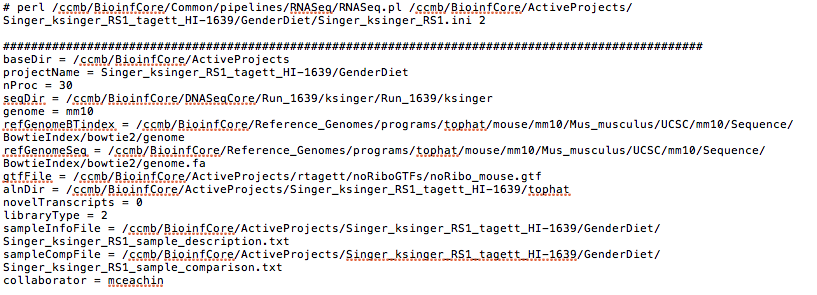 # perl /ccmb/BioinfCore/Common/pipelines/RNASeq/RNASeq.pl /ccmb/BioinfCore/ActiveProjects/
Singer_ksinger_RS1_tagett_HI-1639/GenderDiet/Singer_ksinger_RS1.ini 2
####################################################################################################
baseDir = /ccmb/BioinfCore/ActiveProjects
projectName = Singer_ksinger_RS1_tagett_HI-1639/GenderDiet
nProc = 30
seqDir = /ccmb/BioinfCore/DNASeqCore/Run_1639/ksinger/Run_1639/ksinger
genome = mm10
refGenomeBTindex = /ccmb/BioinfCore/Reference_Genomes/programs/tophat/mouse/mm10/Mus_musculus/UCSC/mm10/Sequence/
BowtieIndex/bowtie2/genome
refGenomeSeq = /ccmb/BioinfCore/Reference_Genomes/programs/tophat/mouse/mm10/Mus_musculus/UCSC/mm10/Sequence/
BowtieIndex/bowtie2/genome.fa
gtfFile = /ccmb/BioinfCore/ActiveProjects/rtagett/noRiboGTFs/noRibo_mouse.gtf
alnDir = /ccmb/BioinfCore/ActiveProjects/Singer_ksinger_RS1_tagett_HI-1639/tophat
novelTranscripts = 0
libraryType = 2
sampleInfoFile = /ccmb/BioinfCore/ActiveProjects/Singer_ksinger_RS1_tagett_HI-1639/GenderDiet/
Singer_ksinger_RS1_sample_description.txt
sampleCompFile = /ccmb/BioinfCore/ActiveProjects/Singer_ksinger_RS1_tagett_HI-1639/GenderDiet/
Singer_ksinger_RS1_sample_comparison.txt
collaborator = mceachin